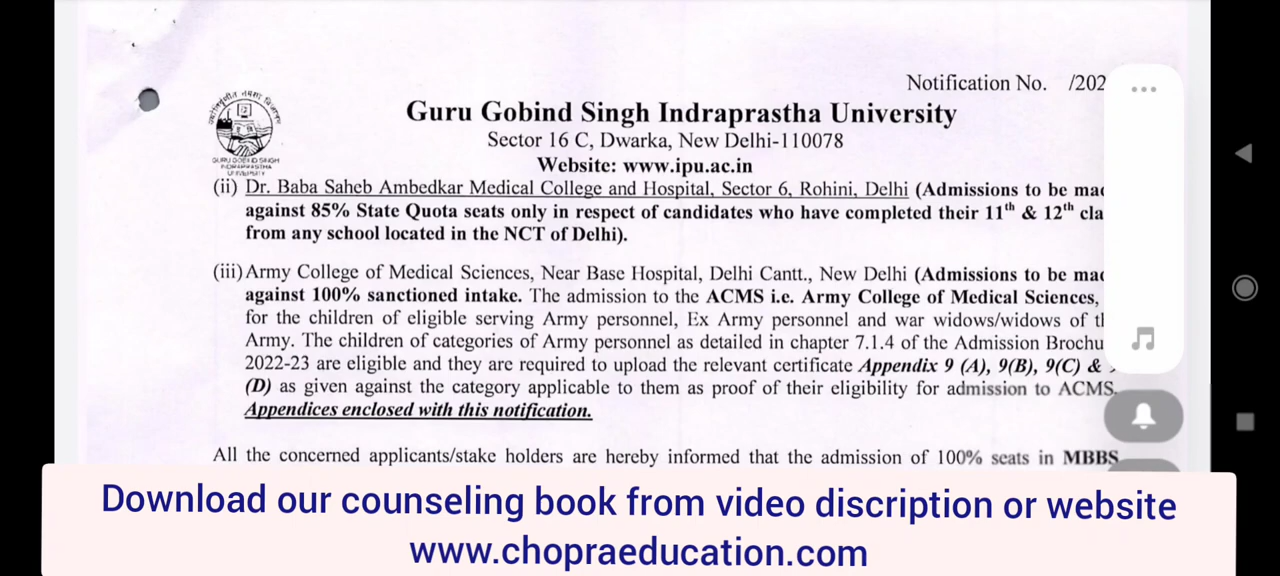 Notification No. /202
Guru Gobind Singh Indraprastha University
Sector 16 C, Dwarka, New Delhi-110078
Website: www.ipu.ac.in
GURU GOBIND SINGH
INDRAPRASTHA
UNIVERSITY
(ii) Dr. Baba Saheb Ambedkar Medical College and Hospital, Sector 6, Rohini, Delhi (Admissions to be mad
against 85% State Quota seats only in respect of candidates who have completed their 11th & 12th cla
from any school located in the NCT of Delhi).
(iii) Army College of Medical Sciences, Near Base Hospital, Delhi Cantt., New Delhi (Admissions to be mad
against 100% sanctioned intake. The admission to the ACMS i.e. Army College of Medical Sciences,
for the children of eligible serving Army personnel, Ex Army personnel and war widows/widows of th
Army. The children of categories of Army personnel as detailed in chapter 7.1.4 of the Admission Brochu
2022-23 are eligible and they are required to upload the relevant certificate Appendix 9 (A), 9(B), 9(C) &
(D) as given against the category applicable to them as proof of their eligibility for admission to ACMS.
Appendices enclosed with this notification.
All the concerned applicants/stake holders are hereby informed that the admission of 100% seats in MBBS
Download our counseling book from video discription or website
www.chopraeducation.com